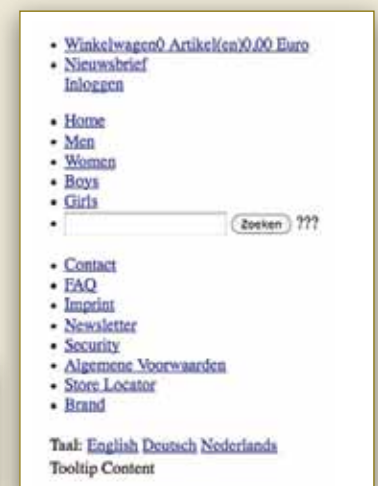 Winkelwagen0 Artikel(en)0,00 Euro
Nieuwsbrief
Inloggen
Home
Men
Women
Boys
Girls
Zoeken ???
Contact
FAQ
Imprint
Newsletter
Security
Algemene Voorwaarden
Store Locator
Brand
Taal: English Deutsch Nederlands
Tooltip Content